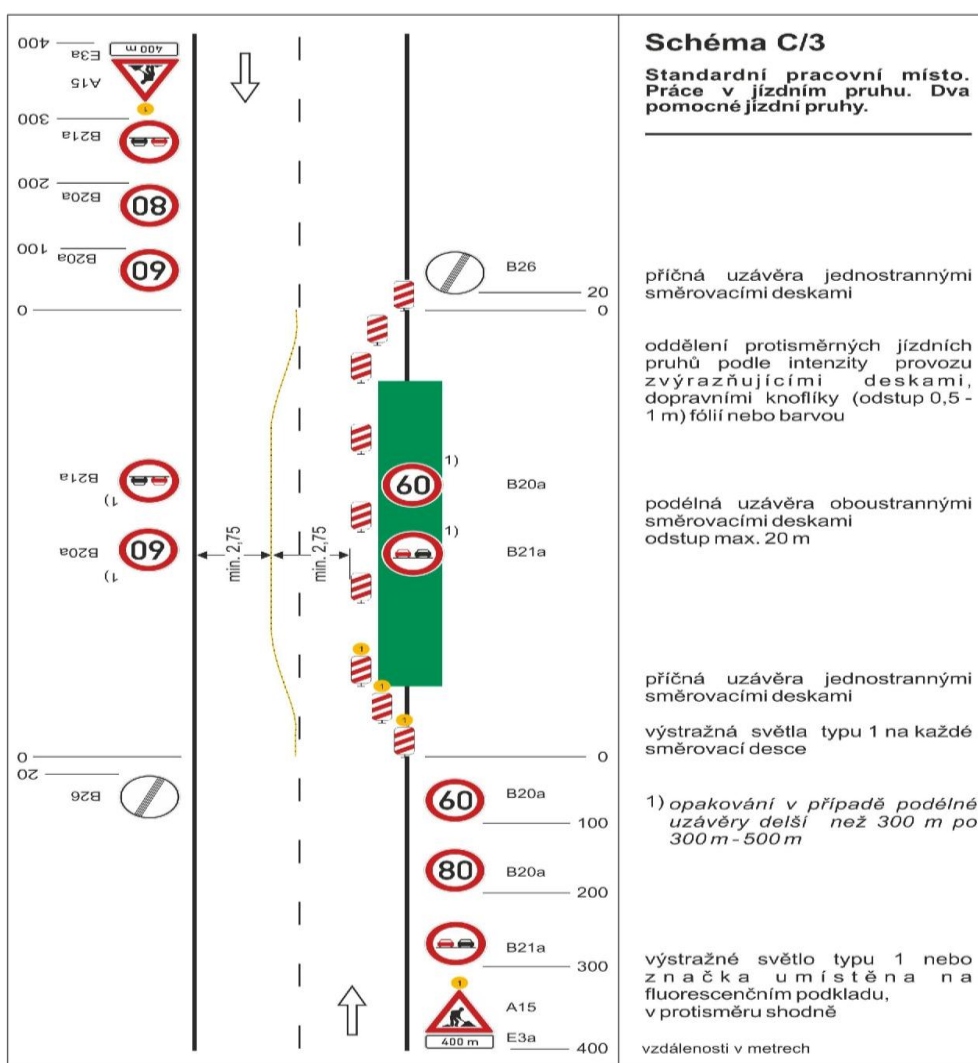 Schéma C/3
Standardní pracovní místo.
Práce v jízdním pruhu. Dva
pomocné jízdní pruhy.
400
E3a
400 m
A15
1
300
B21a
200
B20a
80
100
B20a
60
0
B26
20
0
příčná uzávěra jednostrannými
směrovacími deskami
oddělení protisměrných jízdních
pruhů podle intenzity provozu
zvýrazňujícími deskami,
dopravními knoflíky (odstup 0,5 -
1 m) fólií nebo barvou
B21a
1)
60
1)
B20a
podélná uzávěra oboustrannými
směrovacími deskami
odstup max. 20 m
B20a
60
1)
min. 2,75
min. 2,75
1)
B21a
1
1
1
příčná uzávěra jednostrannými
směrovacími deskami
výstražná světla typu 1 na každé
směrovací desce
0
20
B26
0
60
B20a
100
1) opakování v případě podélné
uzávěry delší než 300 m po
300 m - 500 m
80
B20a
200
B21a
300
1
A15
400 m
E3a
400
výstražné světlo typu 1 nebo
značka umístěna na
fluorescenčním podkladu,
v protisměru shodně
vzdálenosti v metrech